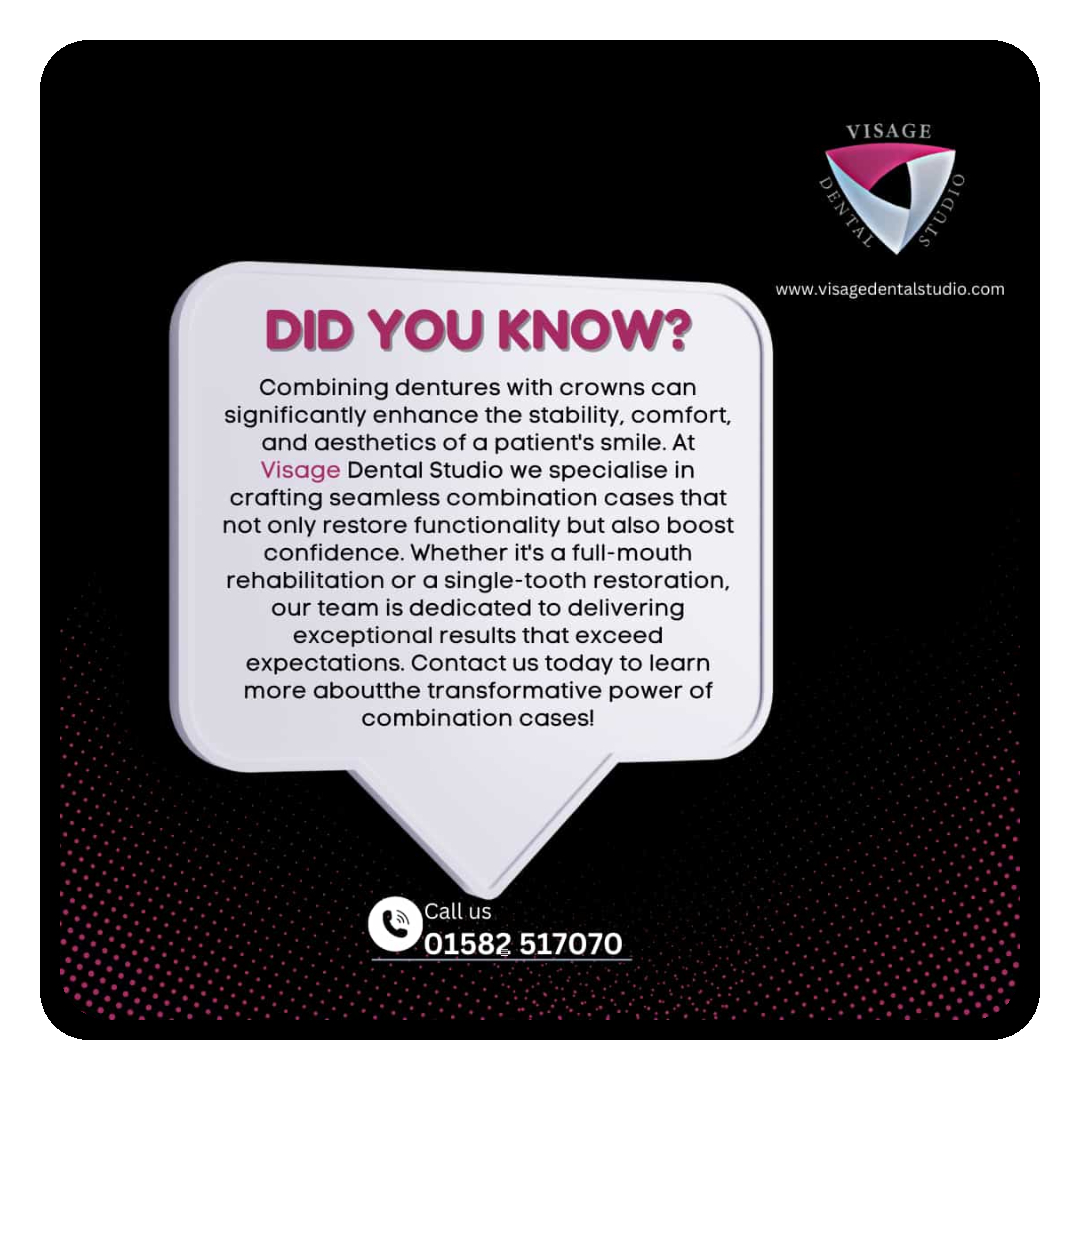 VISAGE
DENTAL STUDIO
www.visagedentalstudio.com
DID YOU KNOW?
Combining dentures with crowns can
significantly enhance the stability, comfort,
and aesthetics of a patient's smile. At
Visage Dental Studio we specialise in
crafting seamless combination cases that
not only restore functionality but also boost
confidence. Whether it's a full-mouth
rehabilitation or a single-tooth restoration,
our team is dedicated to delivering
exceptional results that exceed
expectations. Contact us today to learn
more aboutthe transformative power of
combination cases!
Call us
01582 517070